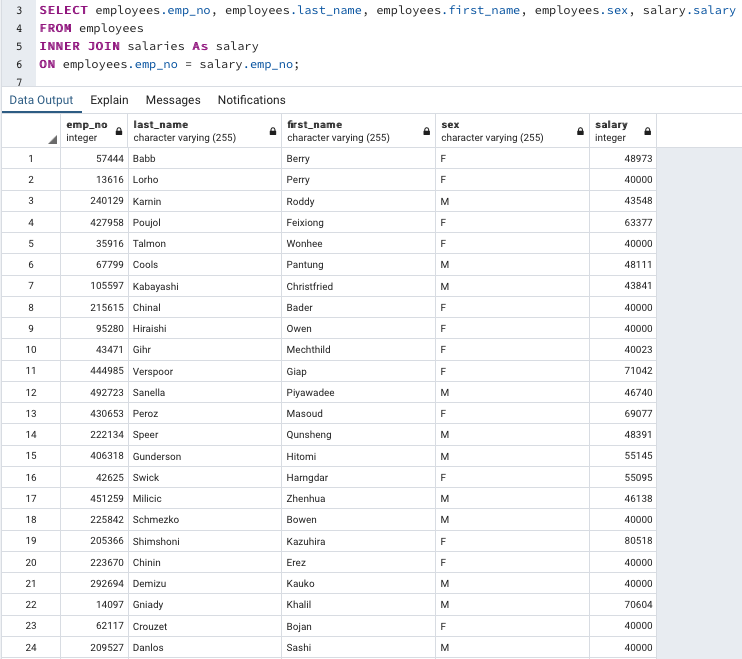 3 SELECT employees.emp_no, employees.last_name, employees.first_name, employees.sex, salary.salary
4 FROM employees
5 INNER JOIN salaries As salary
6 ON employees.emp_no = salary.emp_no;
7
Data Output Explain Messages Notifications
emp_no last_name first_name sex salary
integer character varying (255) character varying (255) character varying (255) integer
1 57444 Babb Berry F 48973
2 13616 Lorho Perry F 40000
3 240129 Karnin Roddy M 43548
4 427958 Poujol Feixiong F 63377
5 35916 Talmon Wonhee F 40000
6 67799 Cools Pantung M 48111
7 105597 Kabayashi Christfried M 43841
8 215615 Chinal Bader F 40000
9 95280 Hiraishi Owen F 40000
10 43471 Gihr Mechthild F 40023
11 444985 Verspoor Giap F 71042
12 492723 Sanella Piyawadee M 46740
13 430653 Peroz Masoud F 69077
14 222134 Speer Qunsheng M 48391
15 406318 Gunderson Hitomi M 55145
16 42625 Swick Harngdar F 55095
17 451259 Milicic Zhenhua M 46138
18 225842 Schmezko Bowen M 40000
19 205366 Shimshoni Kazuhira F 80518
20 223670 Chinin Erez F 40000
21 292694 Demizu Kauko M 40000
22 14097 Gniady Khalil M 70604
23 62117 Crouzet Bojan F 40000
24 209527 Danlos Sashi M 40000